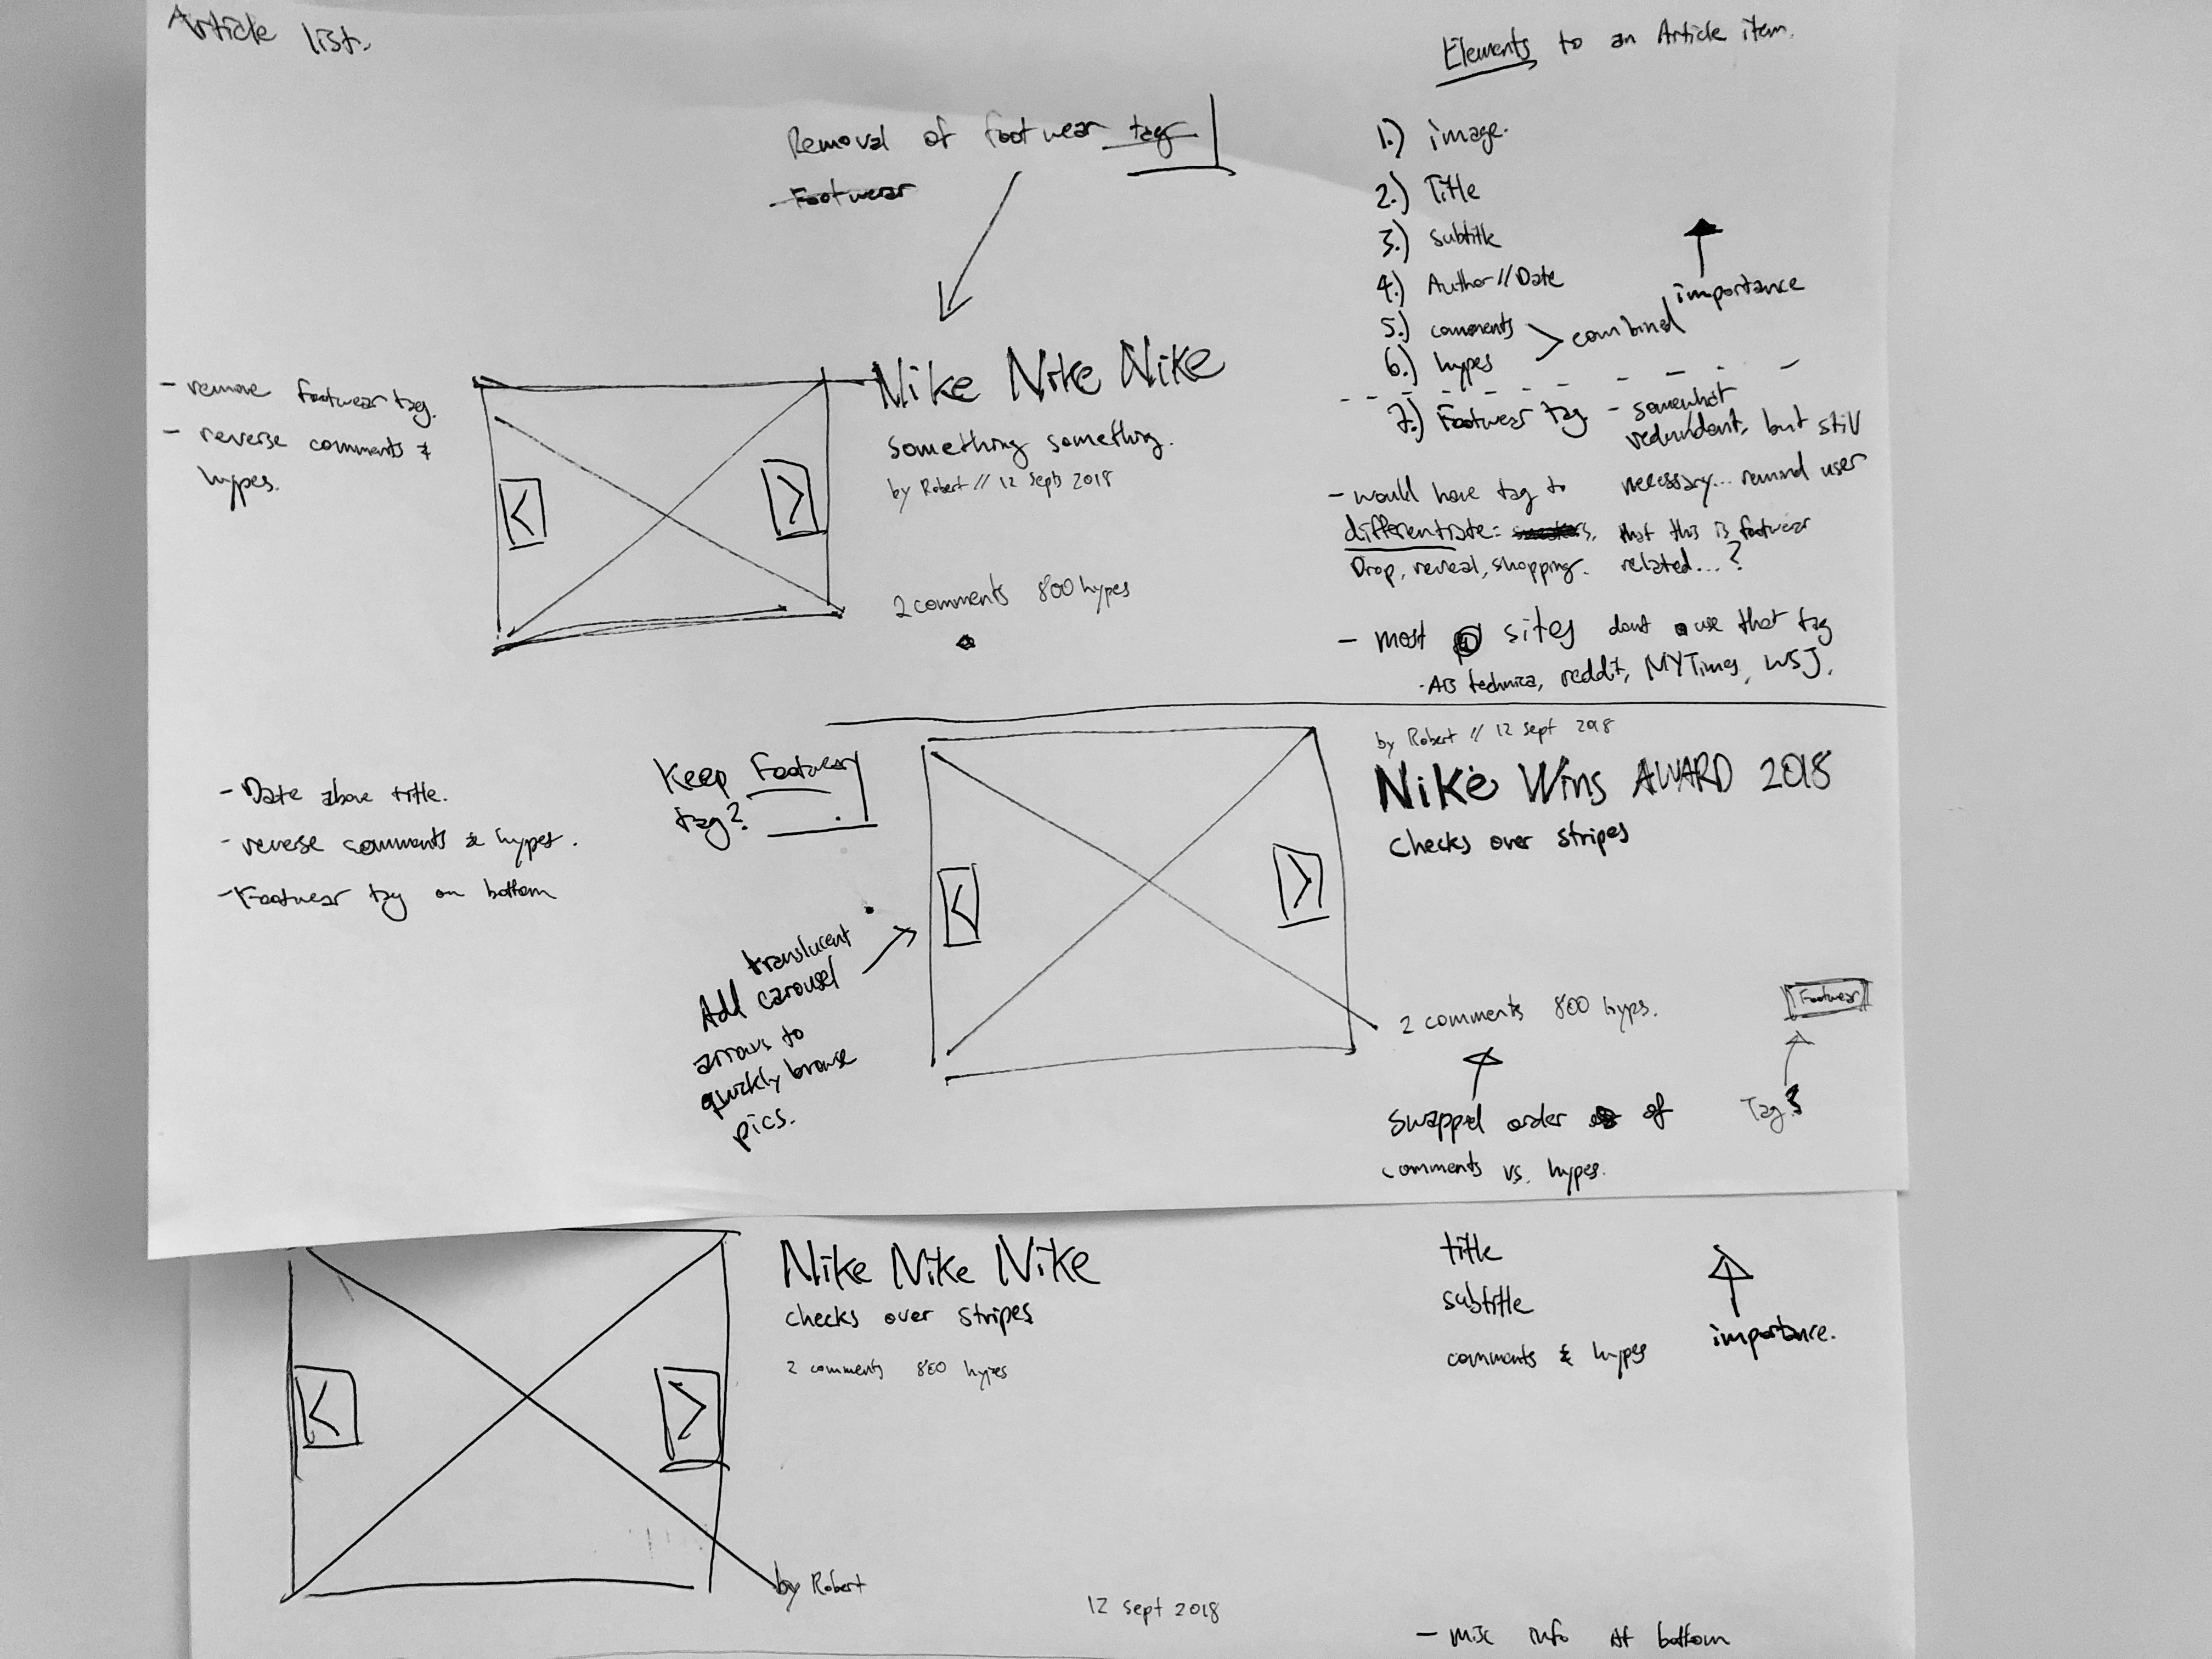 Article list.
Elements to an Article item.
Removal of footwear tag
Footwear
1.) image.
2.) Title
3.) subtitle
4.) Author//Date
5.) comments
6.) hypes
> combined
importance
7.) Footwear tag - somewhat
redundant, but still
necessary... remind user
that this is footwear
related...?
- would have tag to
differentiate:
Drop, reveal, shopping.
- most sites dont use that tag
- Ars technica, reddit, NYTimes, WSJ.
- remove footwear tag.
- reverse comments &
hypes.
<
>
Nike Nike Nike
something something.
by Robert // 12 Sept 2018
2 comments 800 hypes
- Date above title.
- reverse comments & hypes.
- Footwear tag on bottom
Keep Footwear
tag?
translucent
Add carousel
arrows to
quickly browse
pics.
<
>
by Robert // 12 Sept 2018
Nike Wins AWARD 2018
checks over stripes
2 comments 800 hyps.
Footwear
Swapped order of
comments vs. hypes.
Tag?
<
>
Nike Nike Nike
checks over stripes
2 comments 800 hypes
by Robert
12 Sept 2018
title
subtitle
comments & hypes
importance.
- misc info At bottom